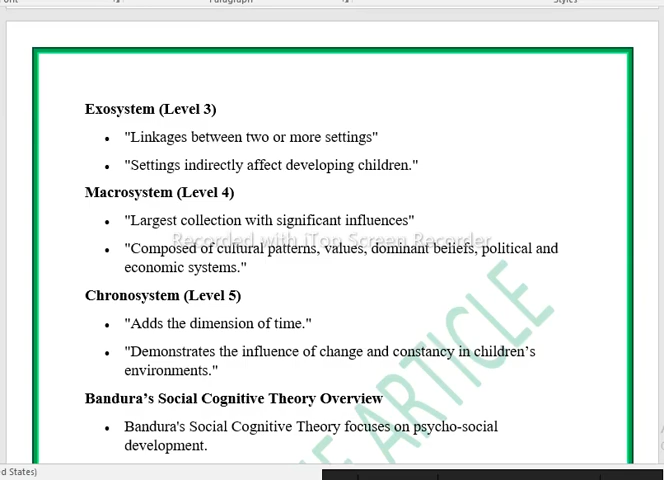 Paragraph
Styles
Exosystem (Level 3)
• "Linkages between two or more settings"
• "Settings indirectly affect developing children."
Macrosystem (Level 4)
• "Largest collection with significant influences"
Recorded with iTop Screen Recorder
• "Composed of cultural patterns, values, dominant beliefs, political and
economic systems."
Chronosystem (Level 5)
• "Adds the dimension of time."
• "Demonstrates the influence of change and constancy in children’s
environments."
Bandura’s Social Cognitive Theory Overview
• Bandura's Social Cognitive Theory focuses on psycho-social
development.
ARTICLE
d States)